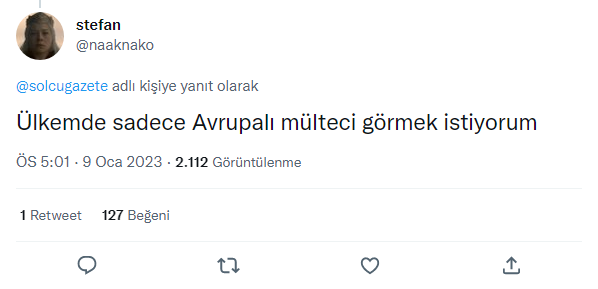 stefan
@naaknako
@solcugazete adlı kişiye yanıt olarak
Ülkemde sadece Avrupalı mülteci görmek istiyorum
ÖS 5:01 · 9 Oca 2023 · 2.112 Görüntülenme
1 Retweet 127 Beğeni